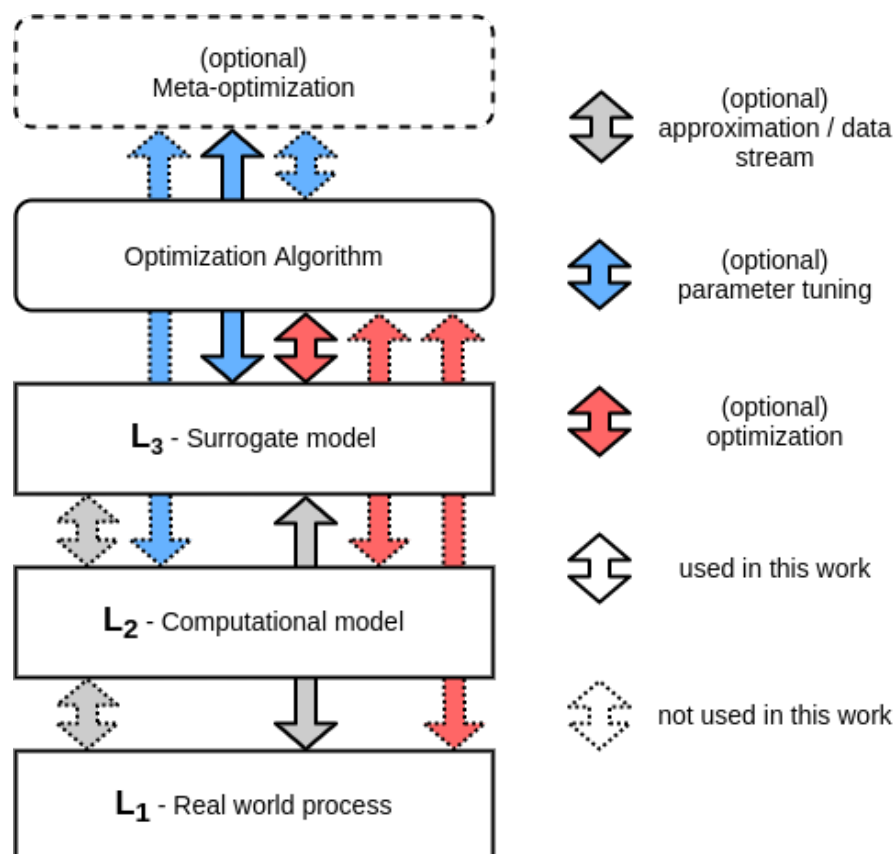 (optional)
Meta-optimization
Optimization Algorithm
L3 - Surrogate model
L2 - Computational model
L1 - Real world process
(optional)
approximation / data
stream
(optional)
parameter tuning
(optional)
optimization
used in this work
not used in this work